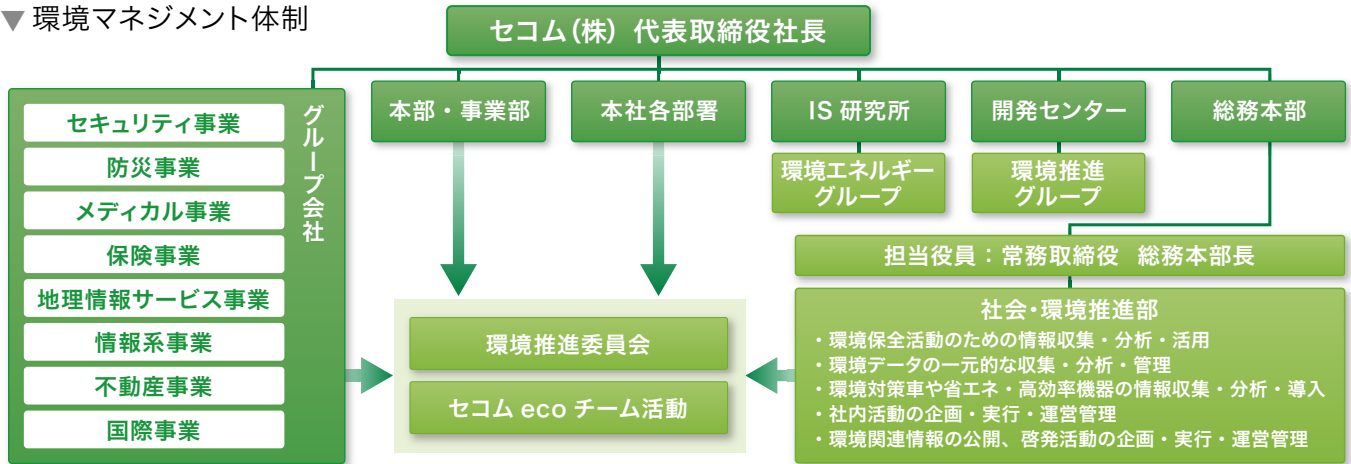 ▼ 環境マネジメント体制
セコム（株）代表取締役社長
グループ会社
セキュリティ事業
防災事業
メディカル事業
保険事業
地理情報サービス事業
情報系事業
不動産事業
国際事業
本部・事業部
本社各部署
IS 研究所
開発センター
総務本部
環境エネルギー
グループ
環境推進
グループ
担当役員：常務取締役 総務本部長
社会・環境推進部
・環境保全活動のための情報収集・分析・活用
・環境データの一元的な収集・分析・管理
・環境対策車や省エネ・高効率機器の情報収集・分析・導入
・社内活動の企画・実行・運営管理
・環境関連情報の公開、啓発活動の企画・実行・運営管理
環境推進委員会
セコム eco チーム活動